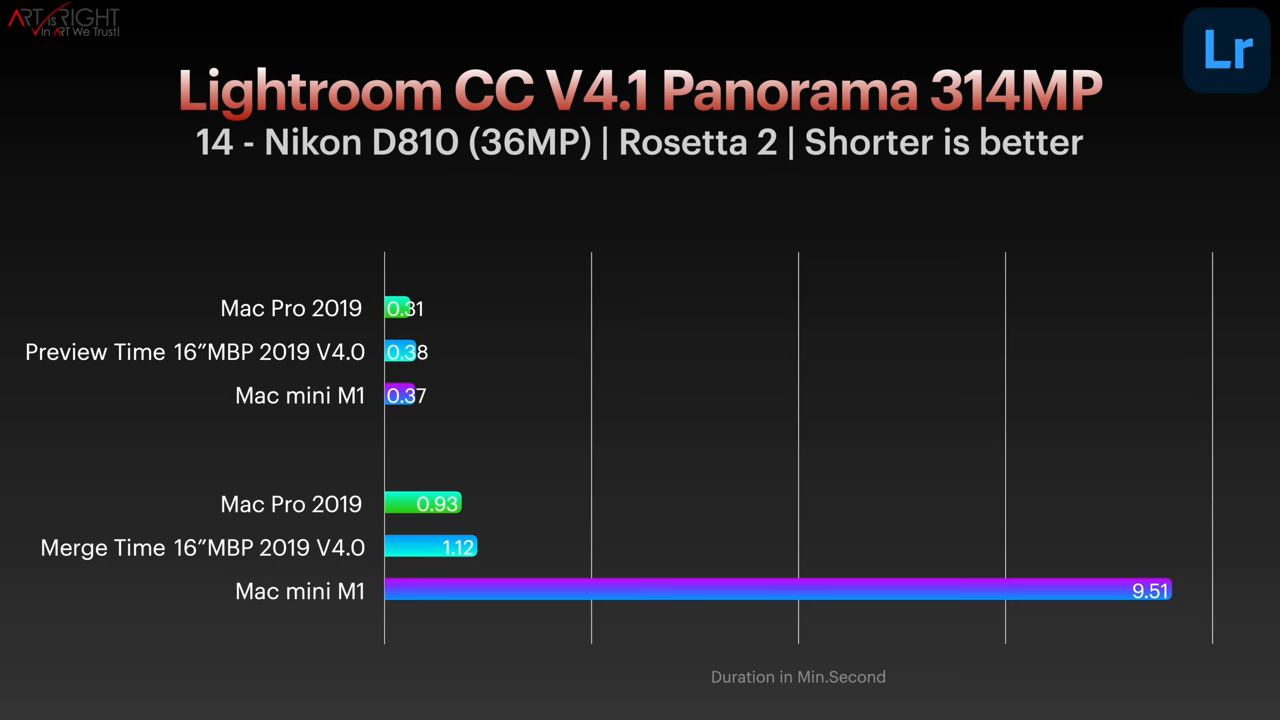 ART is RIGHT
in ART We Trust!
Lr
Lightroom CC V4.1 Panorama 314MP
14 - Nikon D810 (36MP) | Rosetta 2 | Shorter is better
Mac Pro 2019 0.31
Preview Time 16″MBP 2019 V4.0 0.38
Mac mini M1 0.37
Mac Pro 2019 0.93
Merge Time 16″MBP 2019 V4.0 1.12
Mac mini M1 9.51
Duration in Min.Second